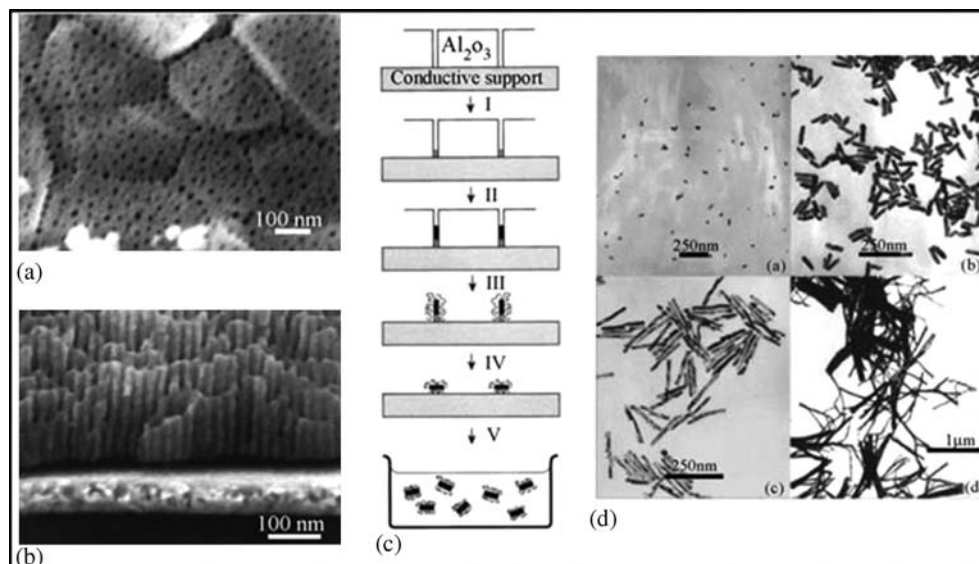 100 nm
(a)
100 nm
(b)
Al2o3
Conductive support
I
II
III
IV
V
(c)
250nm
(a)
250nm
(b)
250nm
(c)
1μm
(d)
(d)